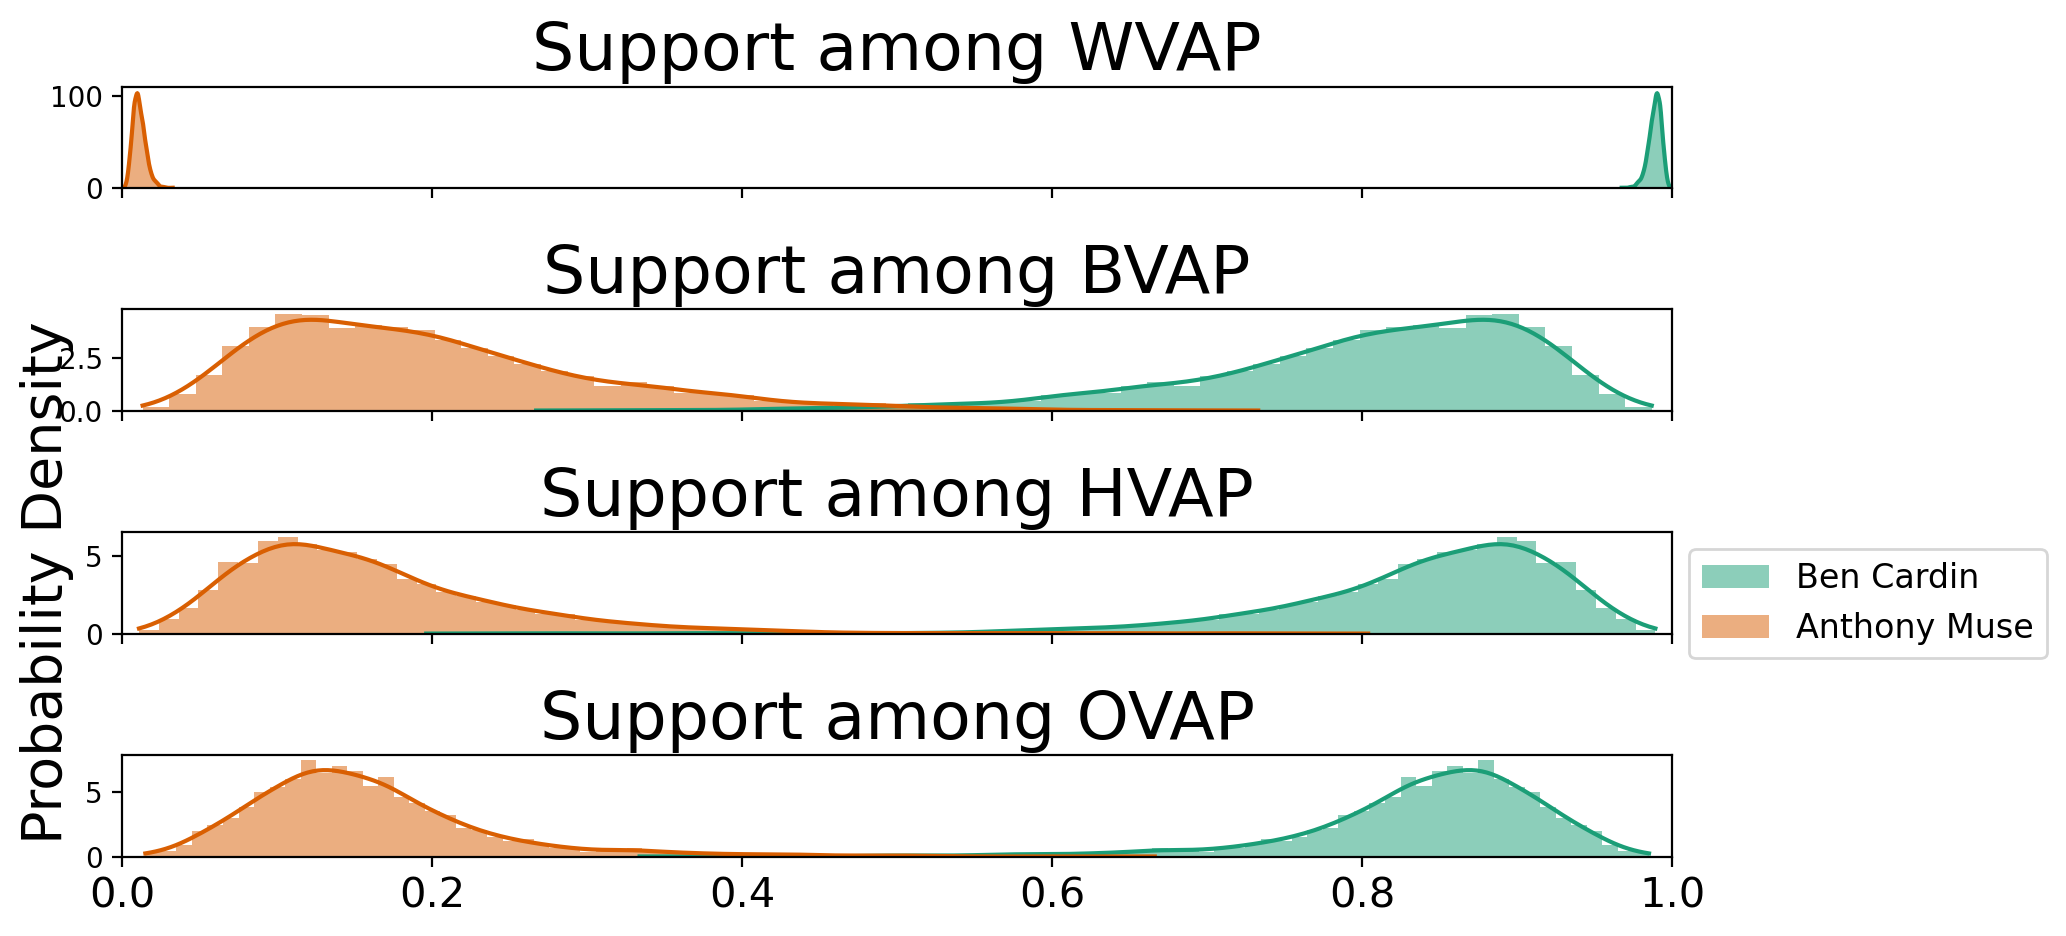 Support among WVAP
100
0
Support among BVAP
2.5
0.0
Support among HVAP
5
0
Support among OVAP
5
0
0.0 0.2 0.4 0.6 0.8 1.0
Probability Density
Ben Cardin
Anthony Muse